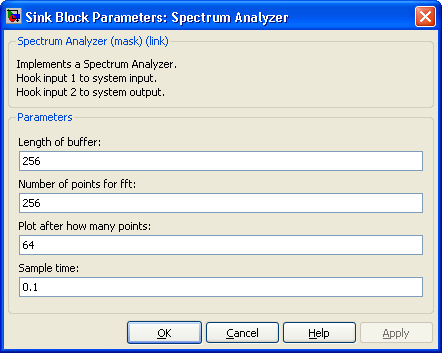 Sink Block Parameters: Spectrum Analyzer
Spectrum Analyzer (mask) (link)
Implements a Spectrum Analyzer.
Hook input 1 to system input.
Hook input 2 to system output.
Parameters
Length of buffer:
256
Number of points for fft:
256
Plot after how many points:
64
Sample time:
0.1
OK Cancel Help Apply